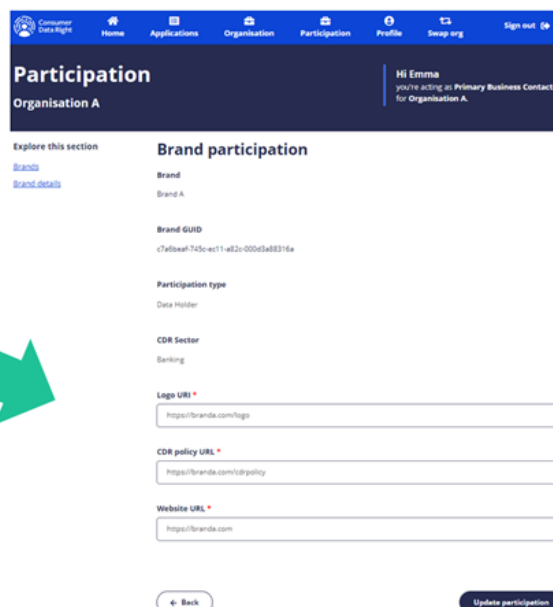 Consumer
Data Right
Home
Applications
Organisation
Participation
Profile
Swap org
Sign out
Participation
Organisation A
Hi Emma
you're acting as Primary Business Contact
for Organisation A.
Explore this section
Brands
Brand details
Brand participation
Brand
Brand A
Brand GUID
c7a6beaf-745c-ec11-a82c-000d3a88316a
Participation type
Data Holder
CDR Sector
Banking
Logo URI *
https://branda.com/logo
CDR policy URL *
https://branda.com/cdrpolicy
Website URL *
https://branda.com
← Back
Update participation